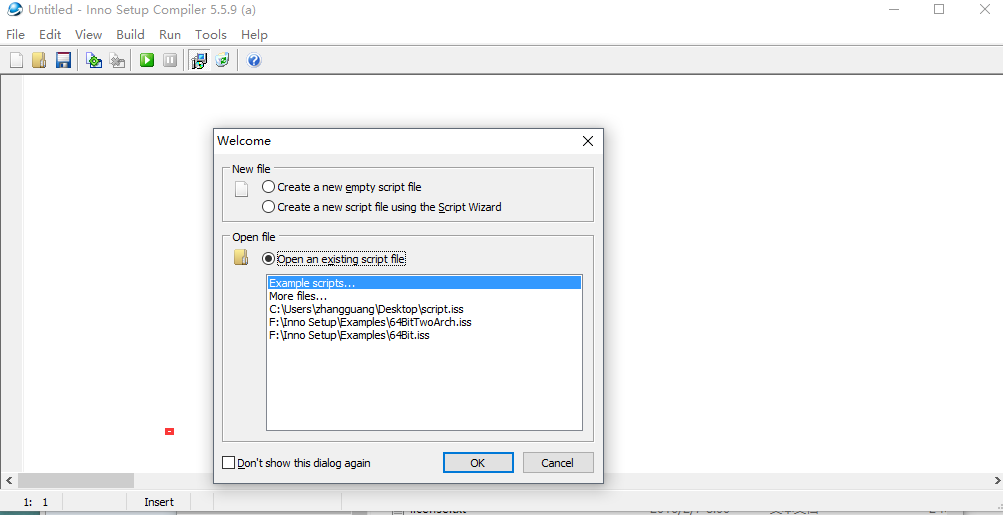 Untitled - Inno Setup Compiler 5.5.9 (a)
File Edit View Build Run Tools Help
Welcome
New file
Create a new empty script file
Create a new script file using the Script Wizard
Open file
Open an existing script file
Example scripts...
More files...
C:\Users\zhangguang\Desktop\script.iss
F:\Inno Setup\Examples\64BitTwoArch.iss
F:\Inno Setup\Examples\64Bit.iss
Don't show this dialog again
OK Cancel
1: 1 Insert